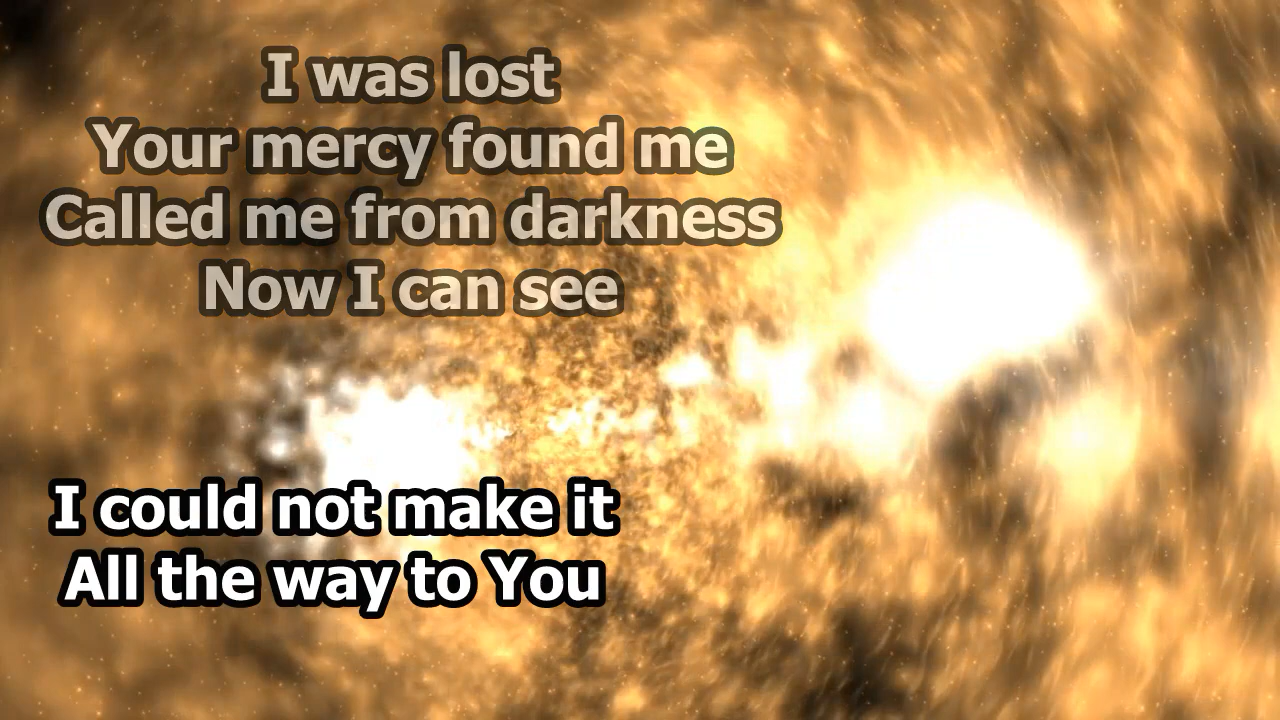 I was lost
Your mercy found me
Called me from darkness
Now I can see
I could not make it
All the way to You